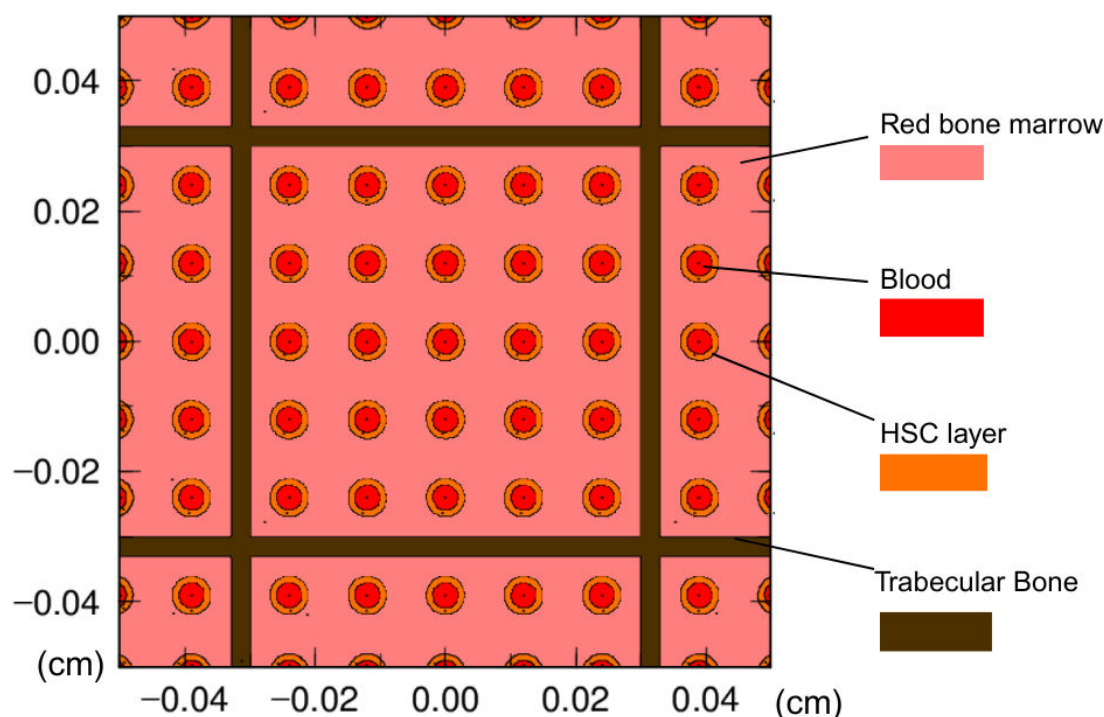 0.04
0.02
0.00
−0.02
−0.04
(cm)
−0.04 −0.02 0.00 0.02 0.04 (cm)
Red bone marrow
Blood
HSC layer
Trabecular Bone